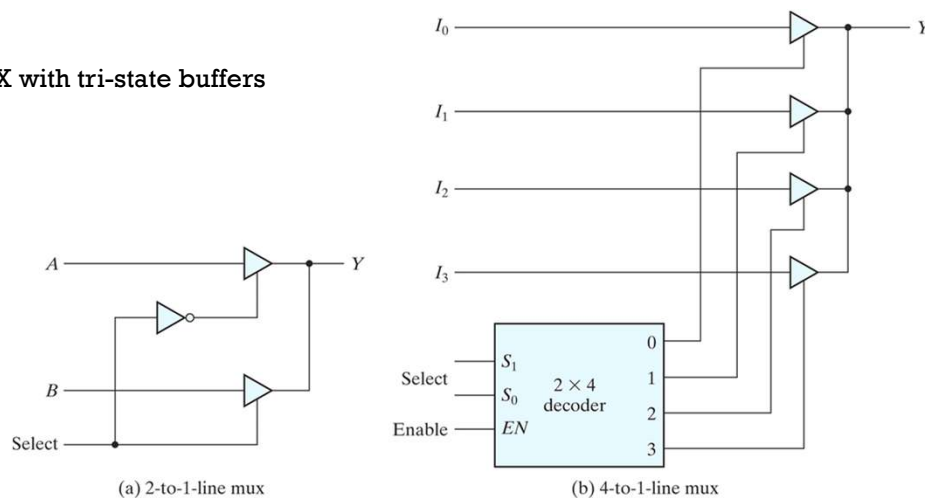 X with tri-state buffers
A
Y
B
Select
(a) 2-to-1-line mux
I₀
Y
I₁
I₂
I₃
Select
Enable
S₁
S₀
EN
2 × 4
decoder
0
1
2
3
(b) 4-to-1-line mux